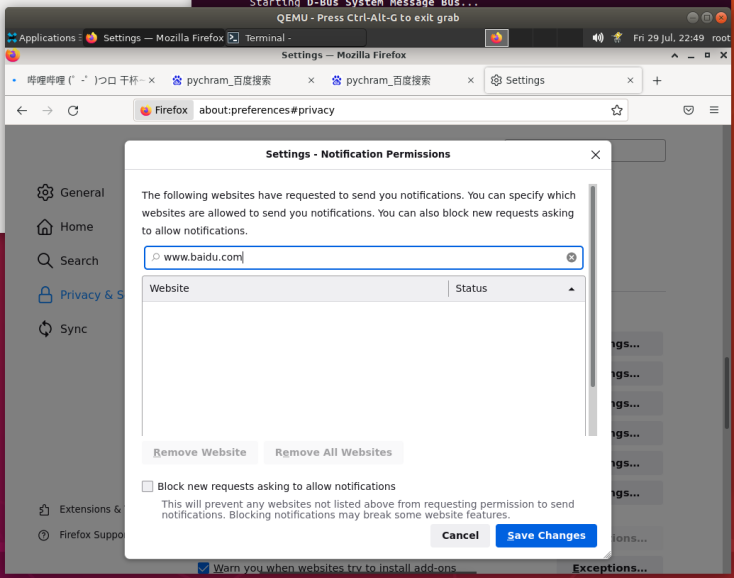 Starting D-Bus System Message Bus...
QEMU - Press Ctrl-Alt-G to exit grab
Applications : Settings — Mozilla Firefox Terminal - Fri 29 Jul, 22:49 root
Settings — Mozilla Firefox
哔哩哔哩 (゜-゜)つロ 干杯~ pychram_百度搜索 pychram_百度搜索 Settings
Firefox about:preferences#privacy
Settings - Notification Permissions
The following websites have requested to send you notifications. You can specify which
websites are allowed to send you notifications. You can also block new requests asking
to allow notifications.
www.baidu.com
Website Status
General
Home
Search
Privacy & S
Sync
Extensions &
Firefox Suppo
ngs...
ngs...
ngs...
ngs...
ngs...
ngs...
ions...
Remove Website Remove All Websites
Block new requests asking to allow notifications
This will prevent any websites not listed above from requesting permission to send
notifications. Blocking notifications may break some website features.
Cancel Save Changes
Warn you when websites try to install add-ons Exceptions...